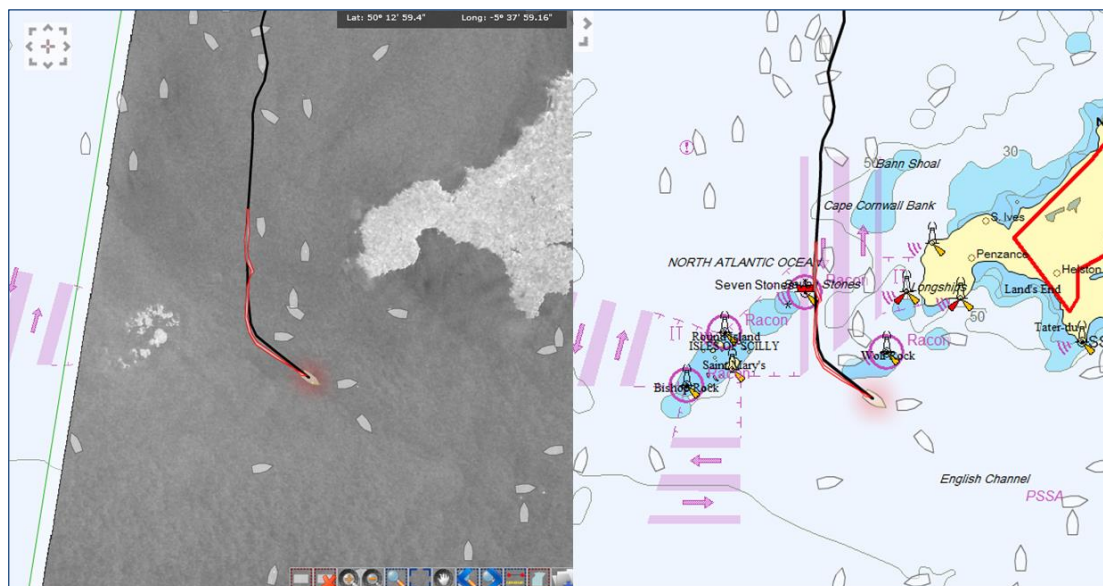 Lat: 50° 12' 59.4" Long: -5° 37' 59.16"
Bann Shoal
30
50
Cape Cornwall Bank
S. Ives
NORTH ATLANTIC OCEAN
Penzance
Helston
Seven Stones
Stones
Racon
Longships
Land's End
50
Racon
Round Island
Racon
Tater-du
ISLES OF SCILLY
Wolf Rock
Saint Mary's
Bishop Rock
Racon
English Channel
PSSA